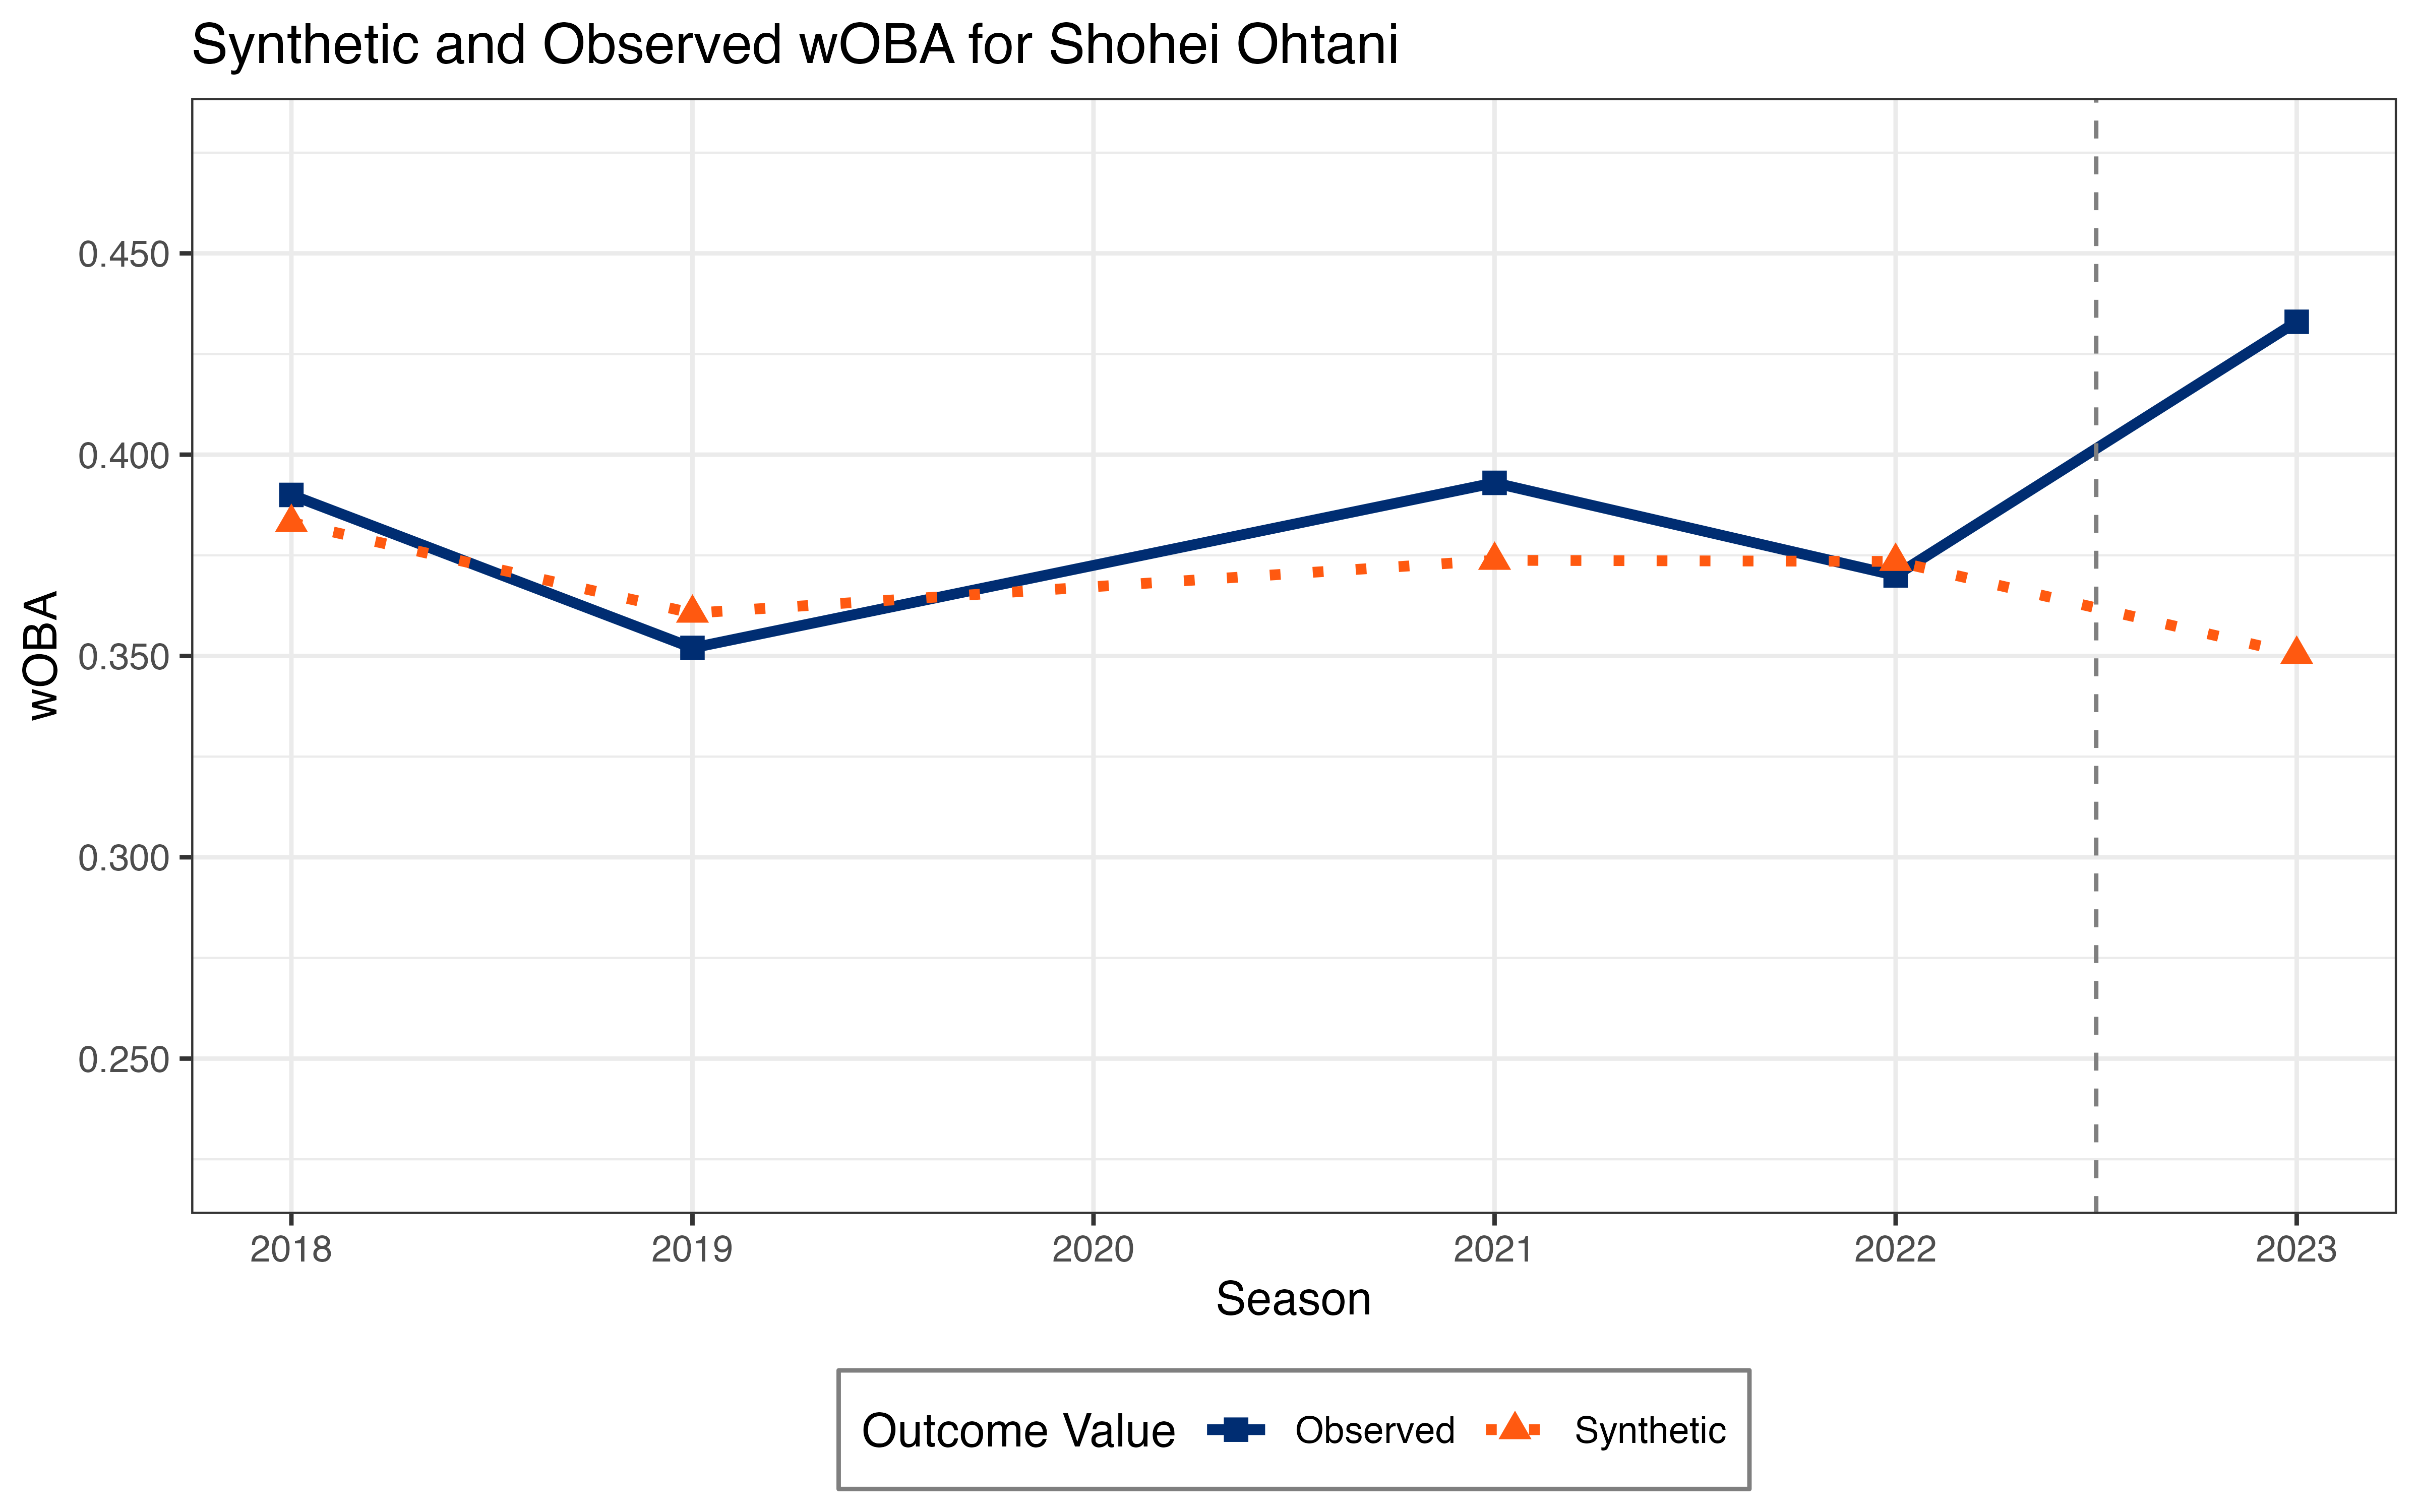 Synthetic and Observed wOBA for Shohei Ohtani
wOBA
0.450
0.400
0.350
0.300
0.250
2018 2019 2020 2021 2022 2023
Season
Outcome Value Observed Synthetic